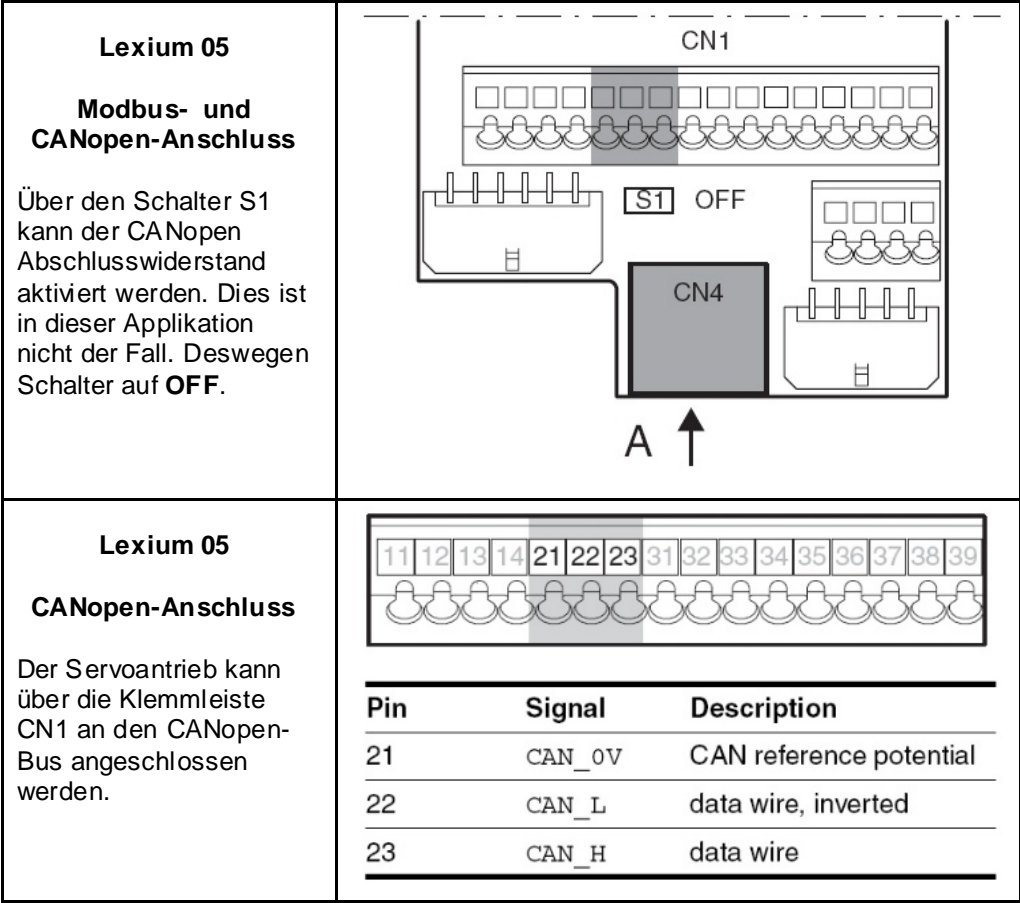 Lexium 05
Modbus- und
CANopen-Anschluss
Über den Schalter S1
kann der CANopen
Abschlusswiderstand
aktiviert werden. Dies ist
in dieser Applikation
nicht der Fall. Deswegen
Schalter auf OFF.
CN1
S1 OFF
CN4
A
Lexium 05
CANopen-Anschluss
Der Servoantrieb kann
über die Klemmleiste
CN1 an den CANopen-
Bus angeschlossen
werden.
11 12 13 14 21 22 23 31 32 33 34 35 36 37 38 39
Pin Signal Description
21 CAN_0V CAN reference potential
22 CAN_L data wire, inverted
23 CAN_H data wire